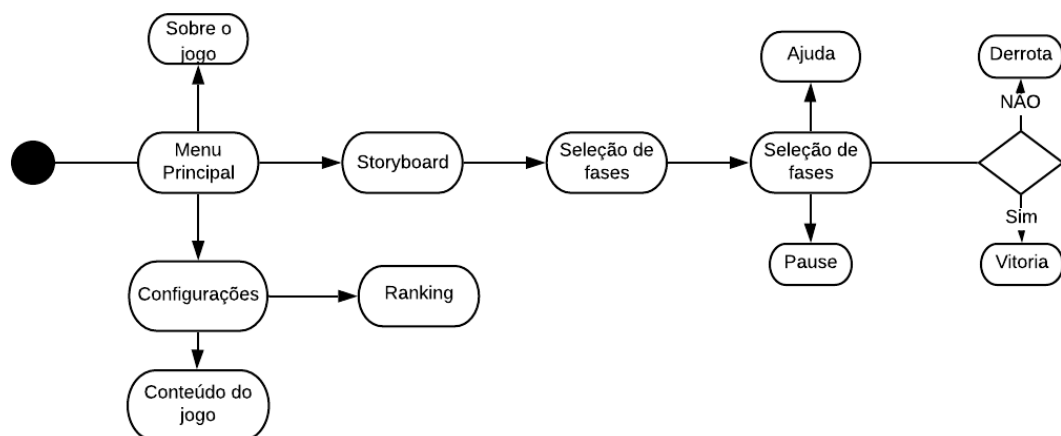 Sobre o
jogo
Ajuda
Derrota
NÃO
Menu
Principal
Storyboard
Seleção de
fases
Seleção de
fases
Sim
Pause
Vitoria
Configurações
Ranking
Conteúdo do
jogo